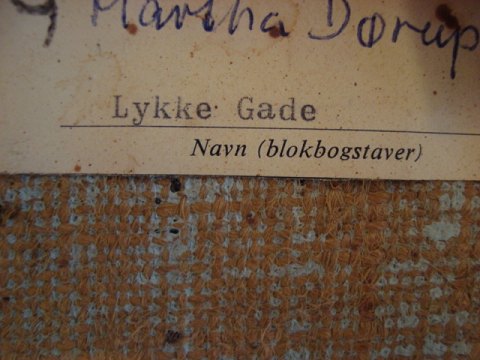 Martha Dørup
Lykke Gade
Navn (blokbogstaver)